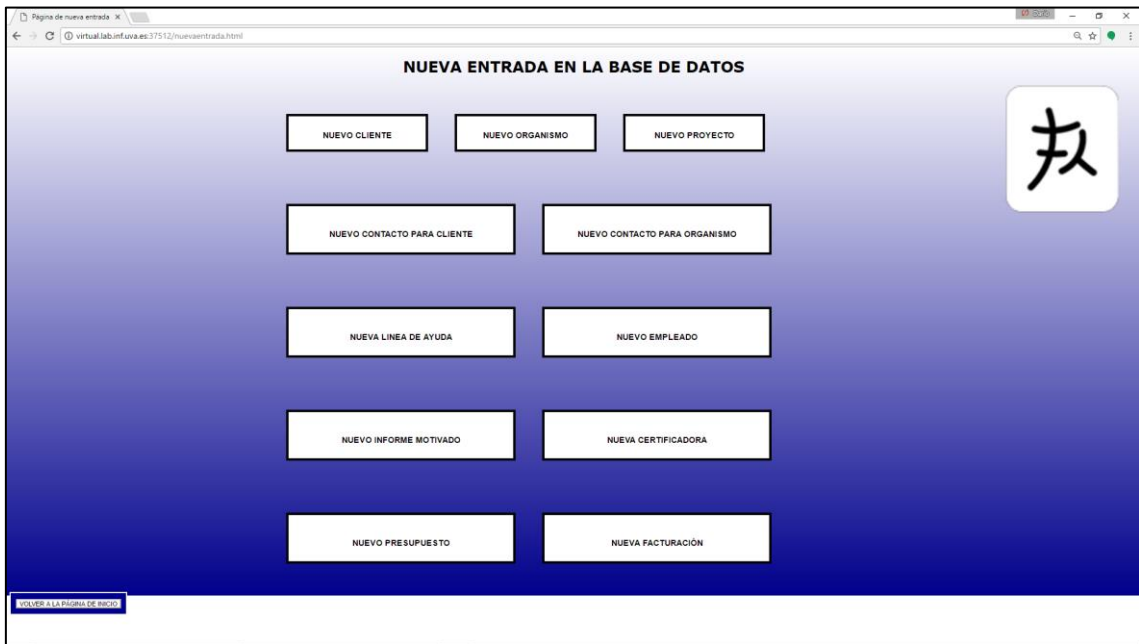 Página de nueva entrada
virtual.lab.inf.uva.es:37512/nuevaentrada.html
NUEVA ENTRADA EN LA BASE DE DATOS
NUEVO CLIENTE NUEVO ORGANISMO NUEVO PROYECTO
NUEVO CONTACTO PARA CLIENTE NUEVO CONTACTO PARA ORGANISMO
NUEVA LINEA DE AYUDA NUEVO EMPLEADO
NUEVO INFORME MOTIVADO NUEVA CERTIFICADORA
NUEVO PRESUPUESTO NUEVA FACTURACIÓN
VOLVER A LA PÁGINA DE INICIO